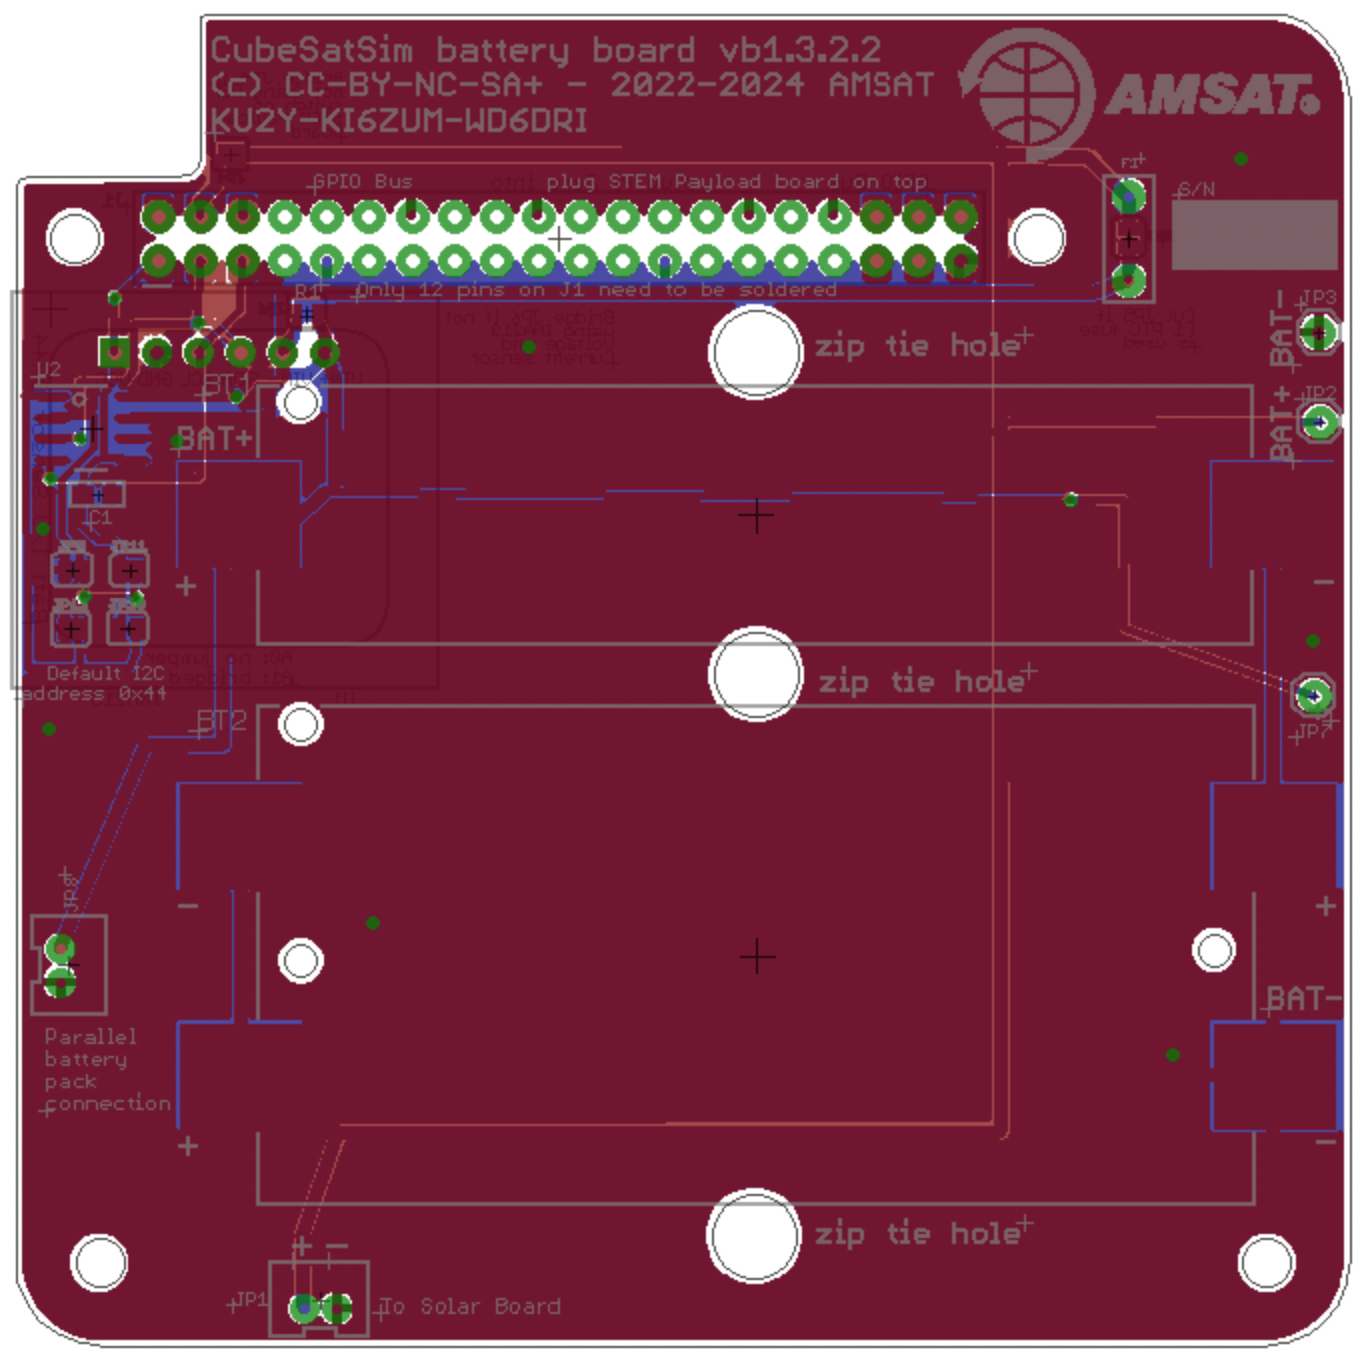 CubeSatSim battery board vb1.3.2.2
(c) CC-BY-NC-SA+ - 2022-2024 AMSAT
KU2Y-KI6ZUM-WD6DRI
AMSAT®
F1
GPIO Bus
plug STEM Payload board on top
S/N
Only 12 pins on J1 need to be soldered
R1
JP3
BAT-
zip tie hole
U2
BT1
JP2
BAT+
BAT+
C1
+
-
Default I2C
address 0x44
zip tie hole
BT2
JP7
JP8
-
+
BAT-
Parallel
battery
pack
connection
+
-
zip tie hole
+ -
JP1
To Solar Board